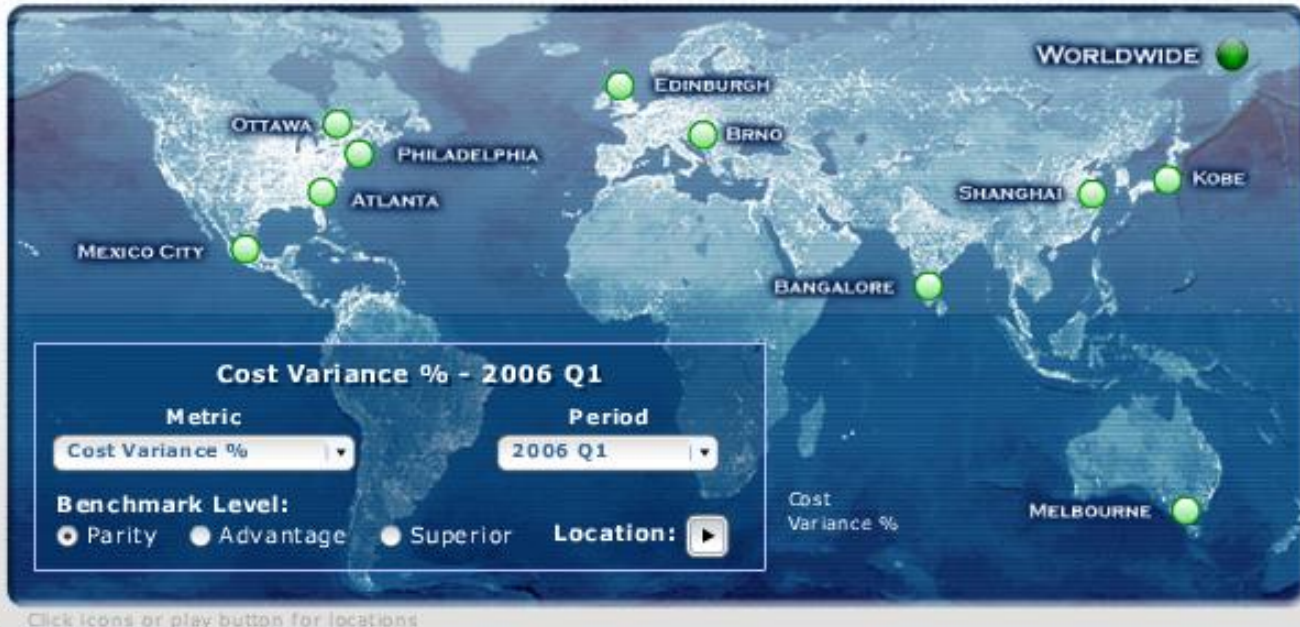 WORLDWIDE
EDINBURGH
OTTAWA
BRNO
PHILADELPHIA
SHANGHAI
KOBE
ATLANTA
MEXICO CITY
BANGALORE
Cost Variance % - 2006 Q1
Metric
Period
Cost Variance %
2006 Q1
Benchmark Level:
Parity
Advantage
Superior
Location:
Cost
Variance %
MELBOURNE
Click icons or play button for locations